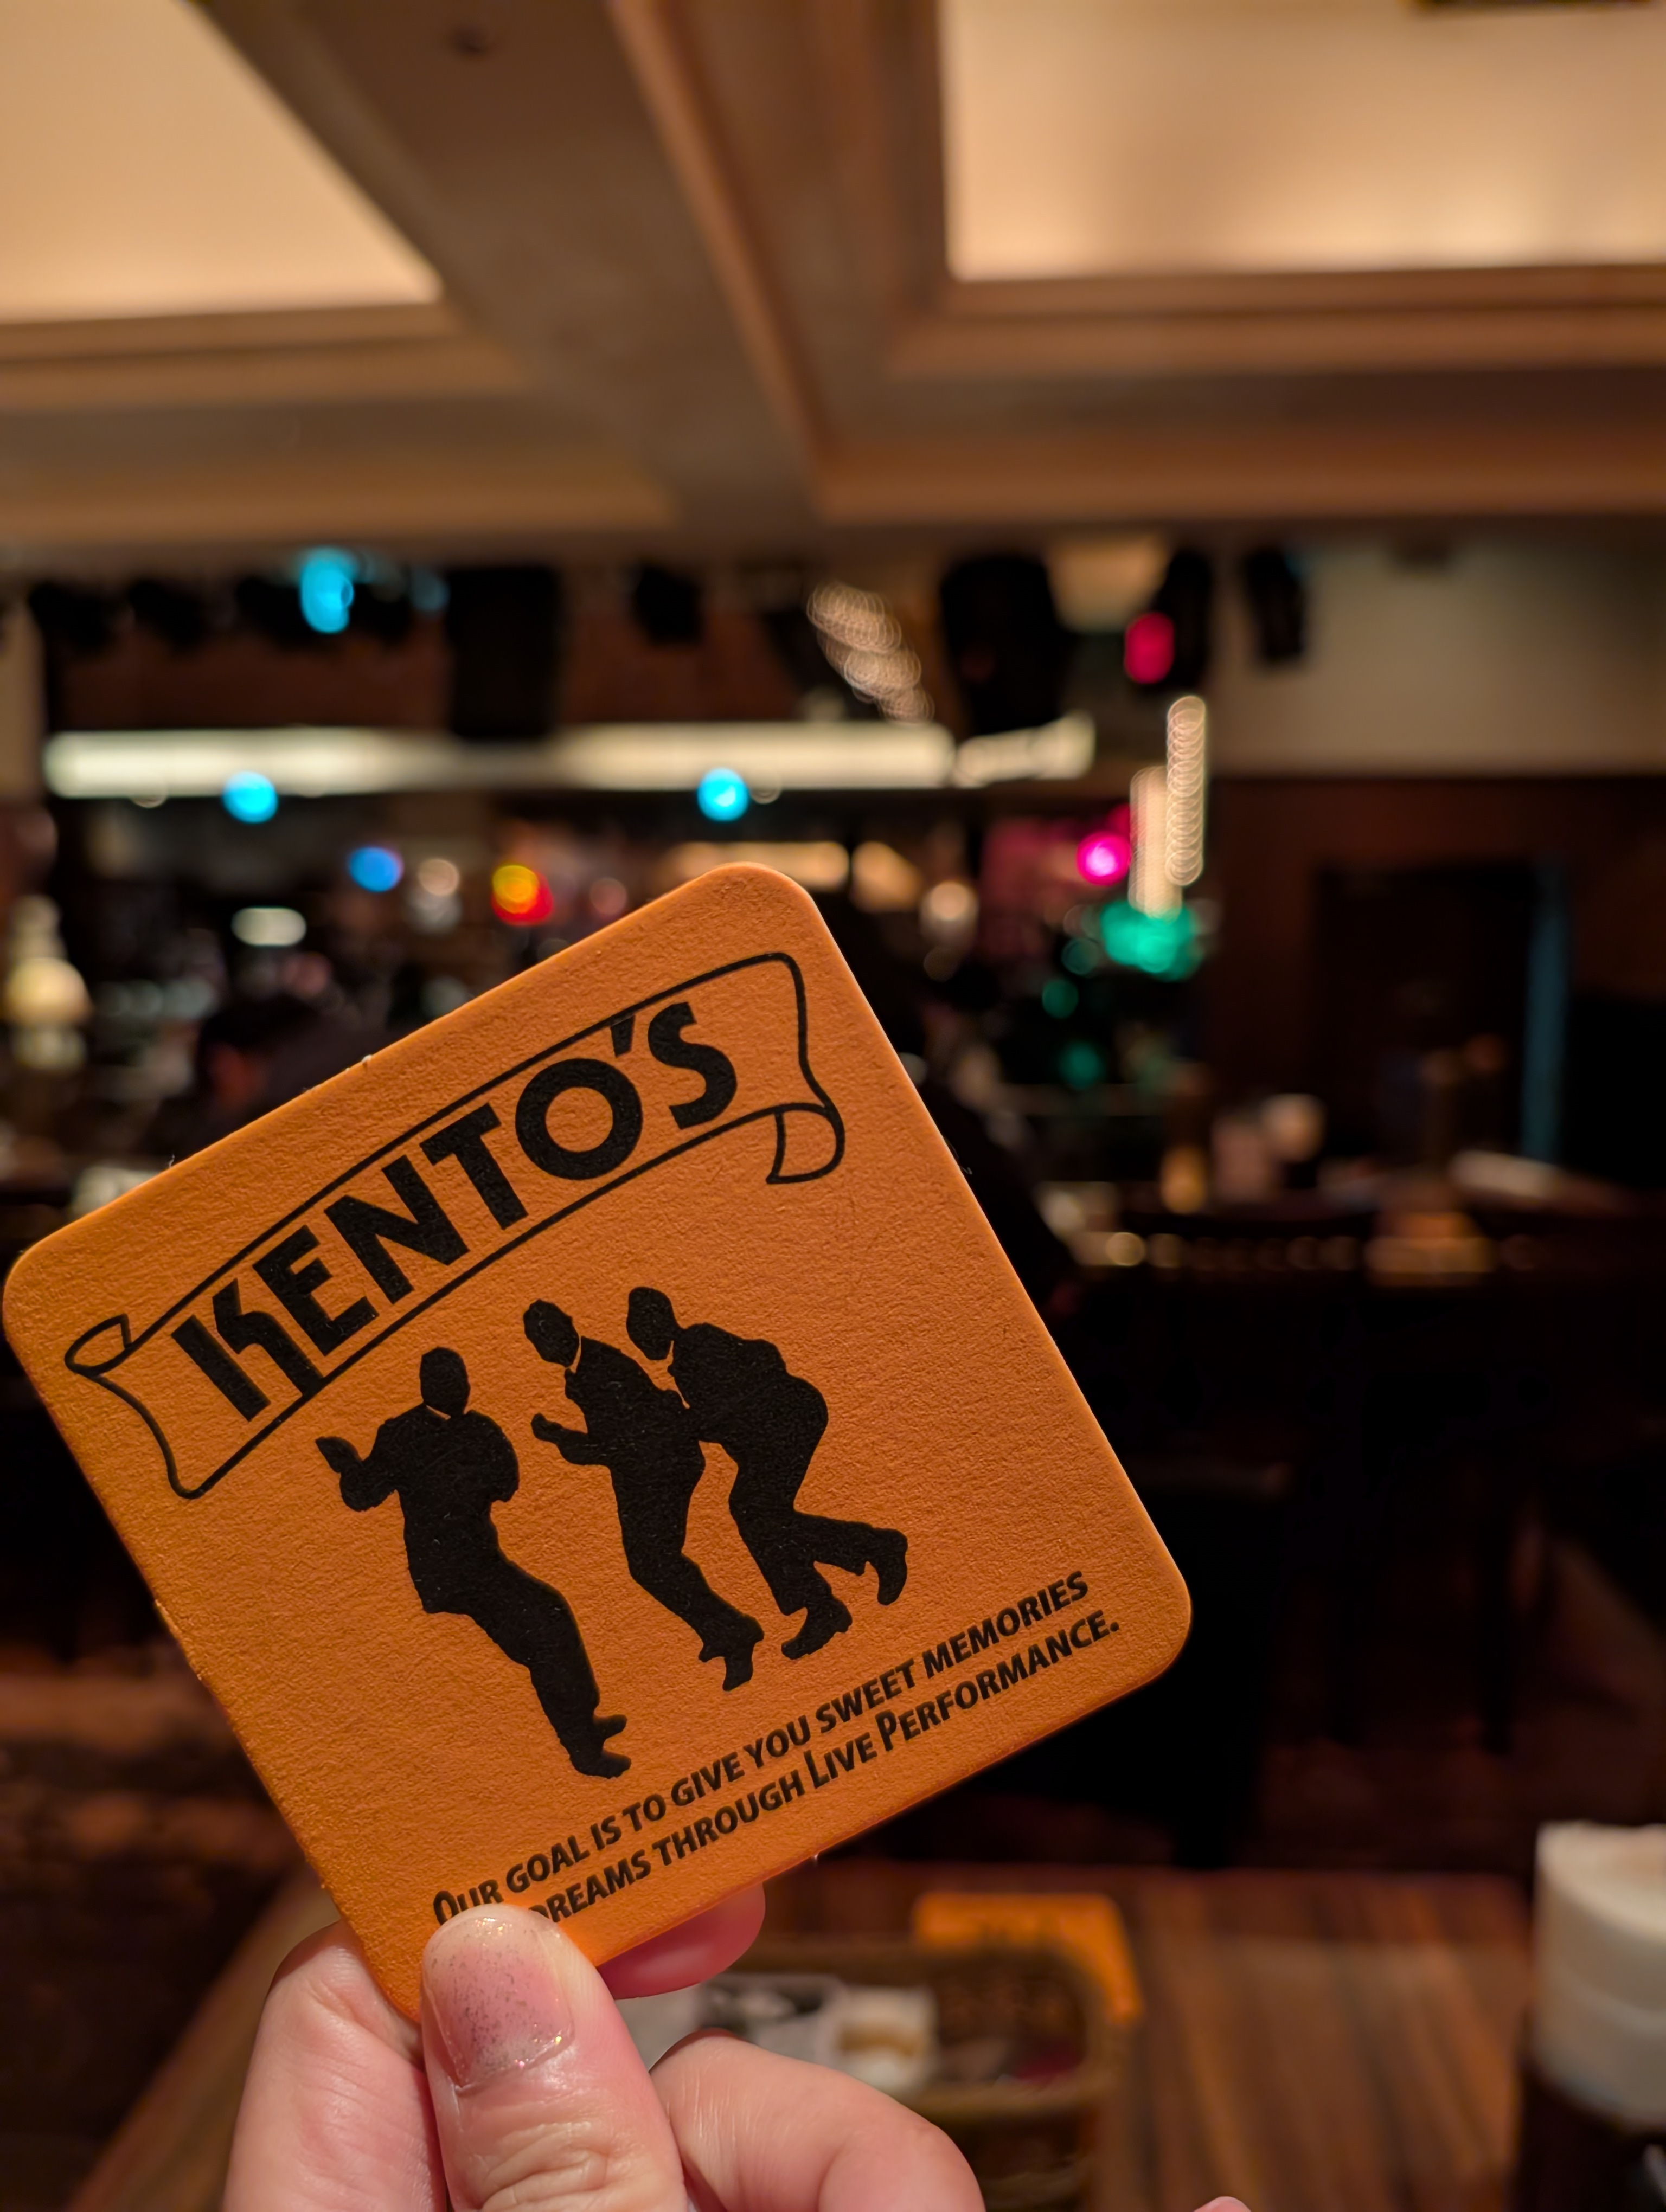 KENTO'S
OUR GOAL IS TO GIVE YOU SWEET MEMORIES
DREAMS THROUGH LIVE PERFORMANCE.